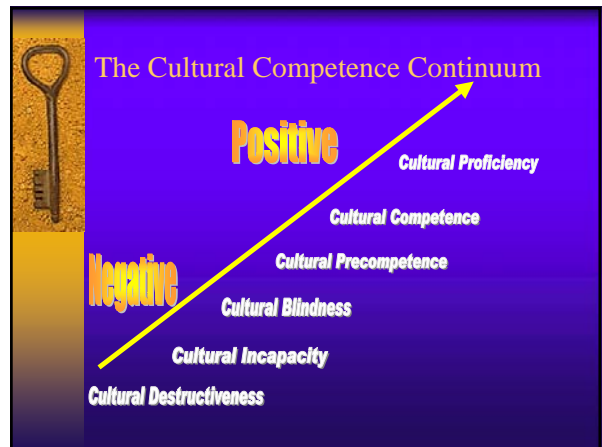 The Cultural Competence Continuum
Positive
Cultural Proficiency
Cultural Competence
Cultural Precompetence
Negative
Cultural Blindness
Cultural Incapacity
Cultural Destructiveness